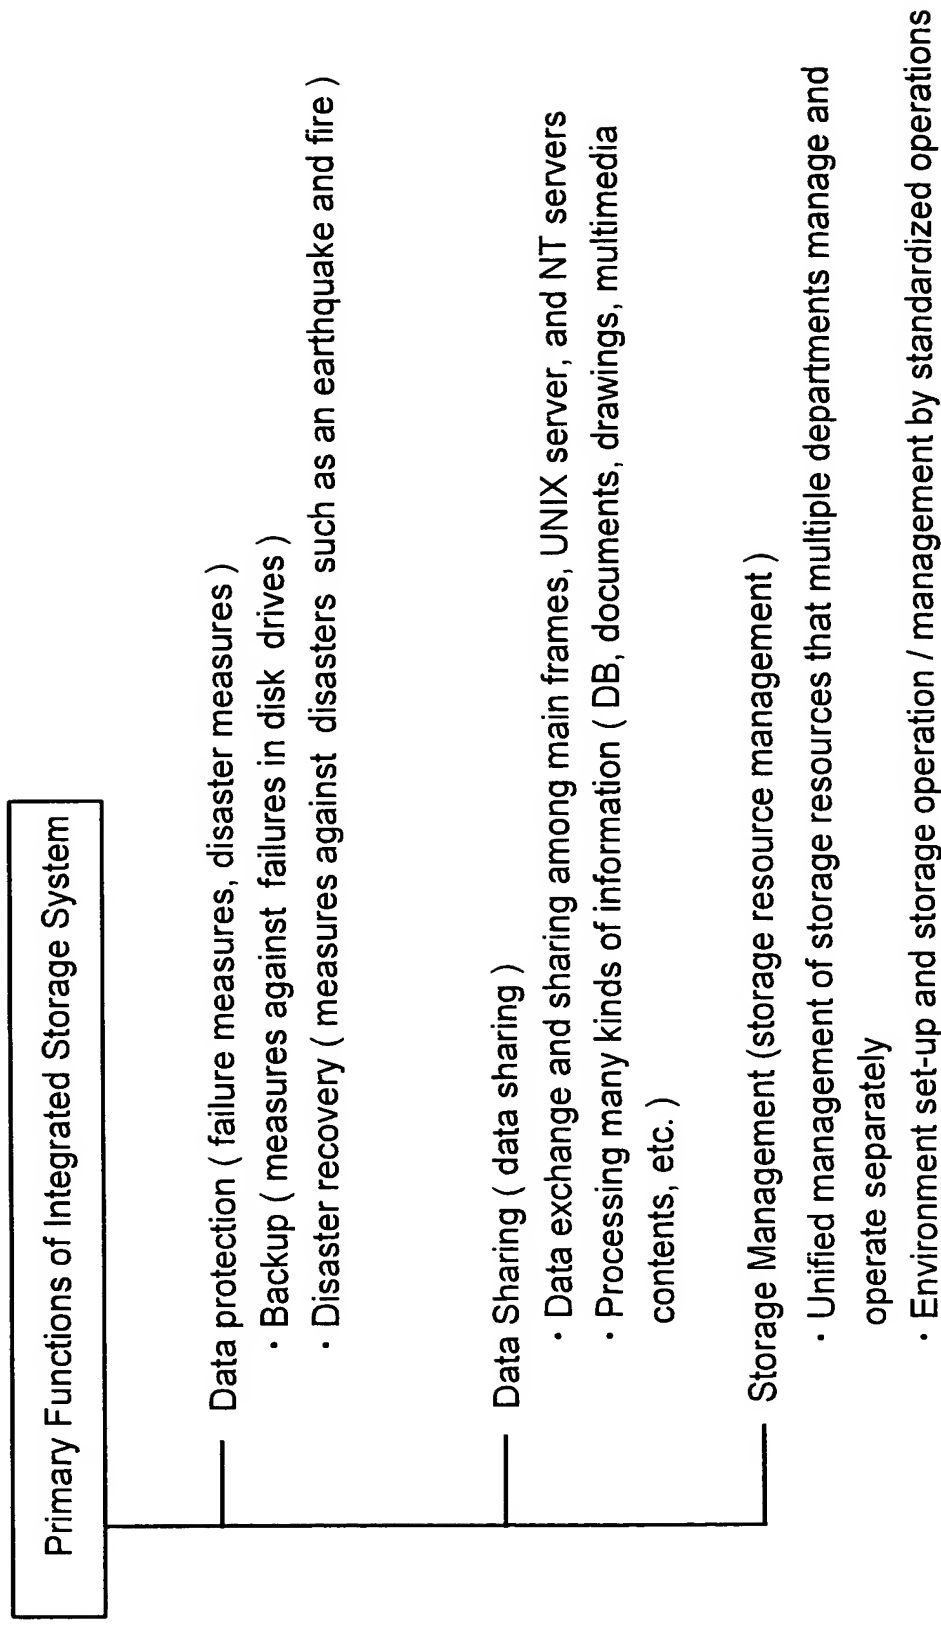 Primary Functions of Integrated Storage System
Data protection ( failure measures, disaster measures )
・Backup ( measures against failures in disk drives )
・Disaster recovery ( measures against disasters such as an earthquake and fire )
Data Sharing ( data sharing )
・Data exchange and sharing among main frames, UNIX server, and NT servers
・Processing many kinds of information ( DB, documents, drawings, multimedia
contents, etc. )
Storage Management (storage resource management )
・Unified management of storage resources that multiple departments manage and
operate separately
・Environment set-up and storage operation / management by standardized operations